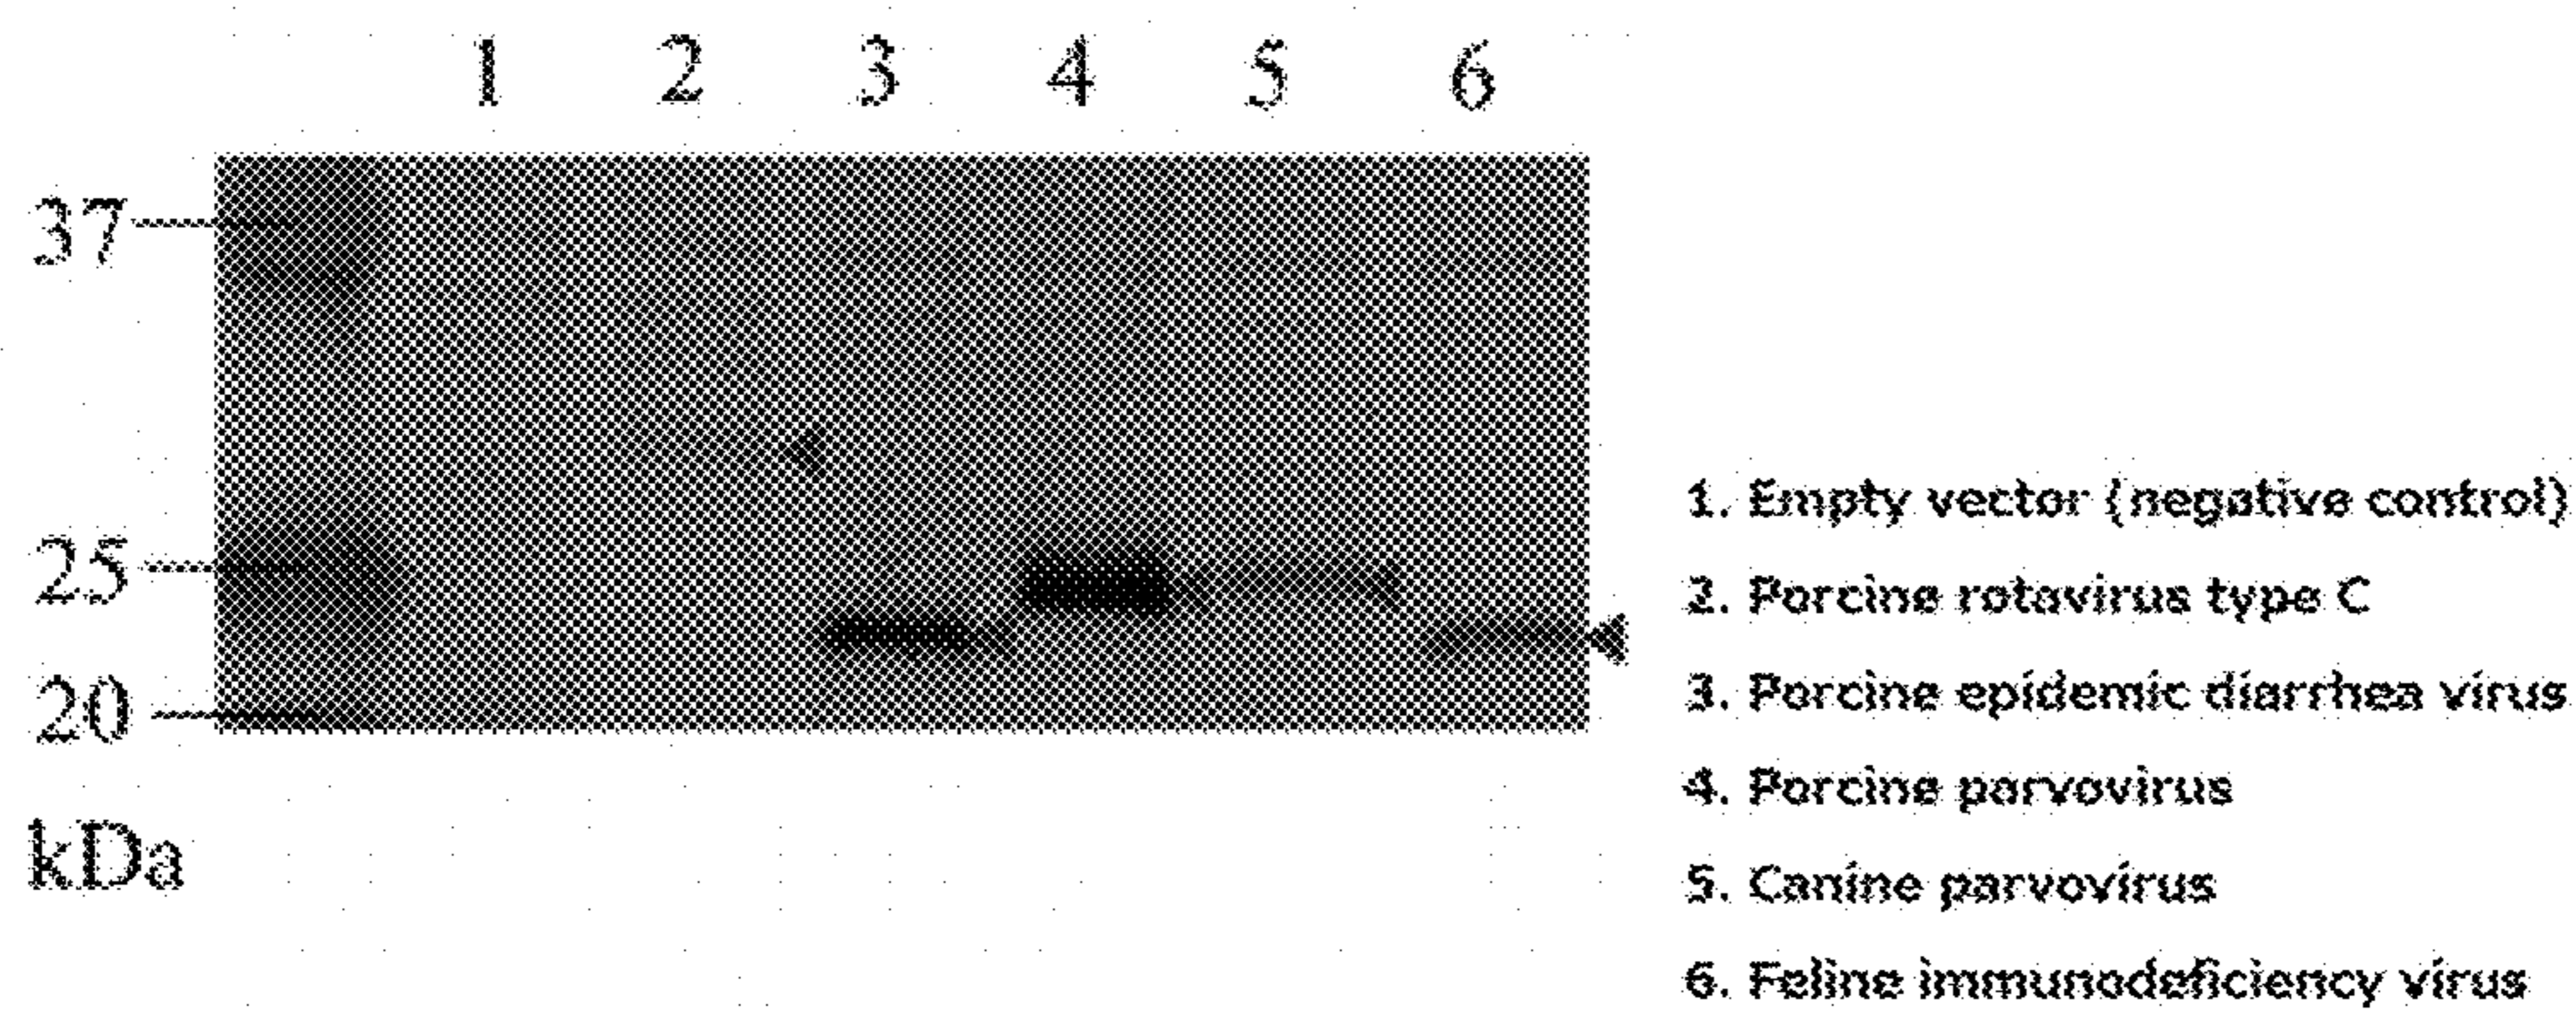 1 2 3 4 5 6
37
25
20
kDa
1. Empty vector (negative control)
2. Porcine rotavirus type C
3. Porcine epidemic diarrhea virus
4. Porcine parvovirus
5. Canine parvovirus
6. Feline immunodeficiency virus